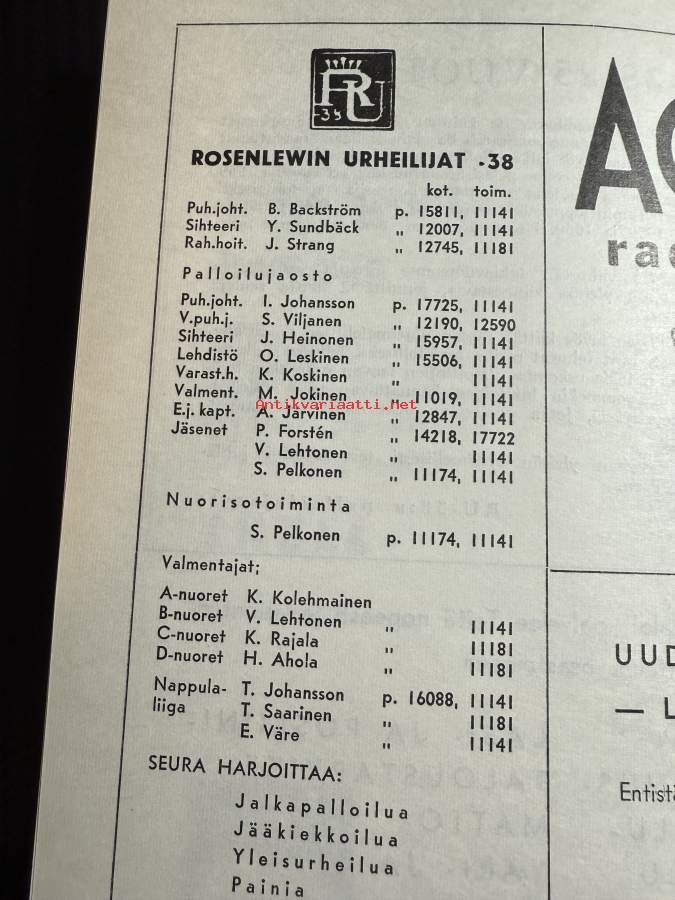 RU
-38
ROSENLEWIN URHEILIJAT -38
kot. toim.
Puh.joht. B. Backström p. 15811, 11141
Sihteeri Y. Sundbäck „ 12007, 11141
Rah.hoit. J. Strang „ 12745, 11181
Palloilujaosto
Puh.joht. I. Johansson p. 17725, 11141
V.puh.j. S. Viljanen „ 12190, 12590
Sihteeri J. Heinonen „ 15957, 11141
Lehdistö O. Leskinen „ 15506, 11141
Varast.h. K. Koskinen „ 11141
Valment. M. Jokinen „ 11019, 11141
Antikvariaatti.net
E.j. kapt. A. Järvinen „ 12847, 11141
Jäsenet P. Forstén „ 14218, 17722
V. Lehtonen „ 11141
S. Pelkonen „ 11174, 11141
Nuorisotoiminta
S. Pelkonen p. 11174, 11141
Valmentajat;
A-nuoret K. Kolehmainen
B-nuoret V. Lehtonen „ 11141
C-nuoret K. Rajala „ 11181
D-nuoret H. Ahola „ 11181
Nappula- T. Johansson p. 16088, 11141
liiga T. Saarinen „ 11181
E. Väre „ 11141
SEURA HARJOITTAA:
Jalkapalloilua
Jääkiekkoilua
Yleisurheilua
Painia
UUD
Entistä